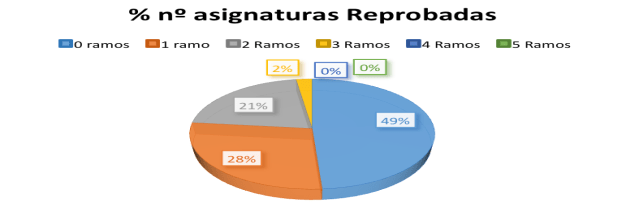 % nº asignaturas Reprobadas
0 ramos 1 ramo 2 Ramos 3 Ramos 4 Ramos 5 Ramos
2% 0% 0%
21% 49%
28%